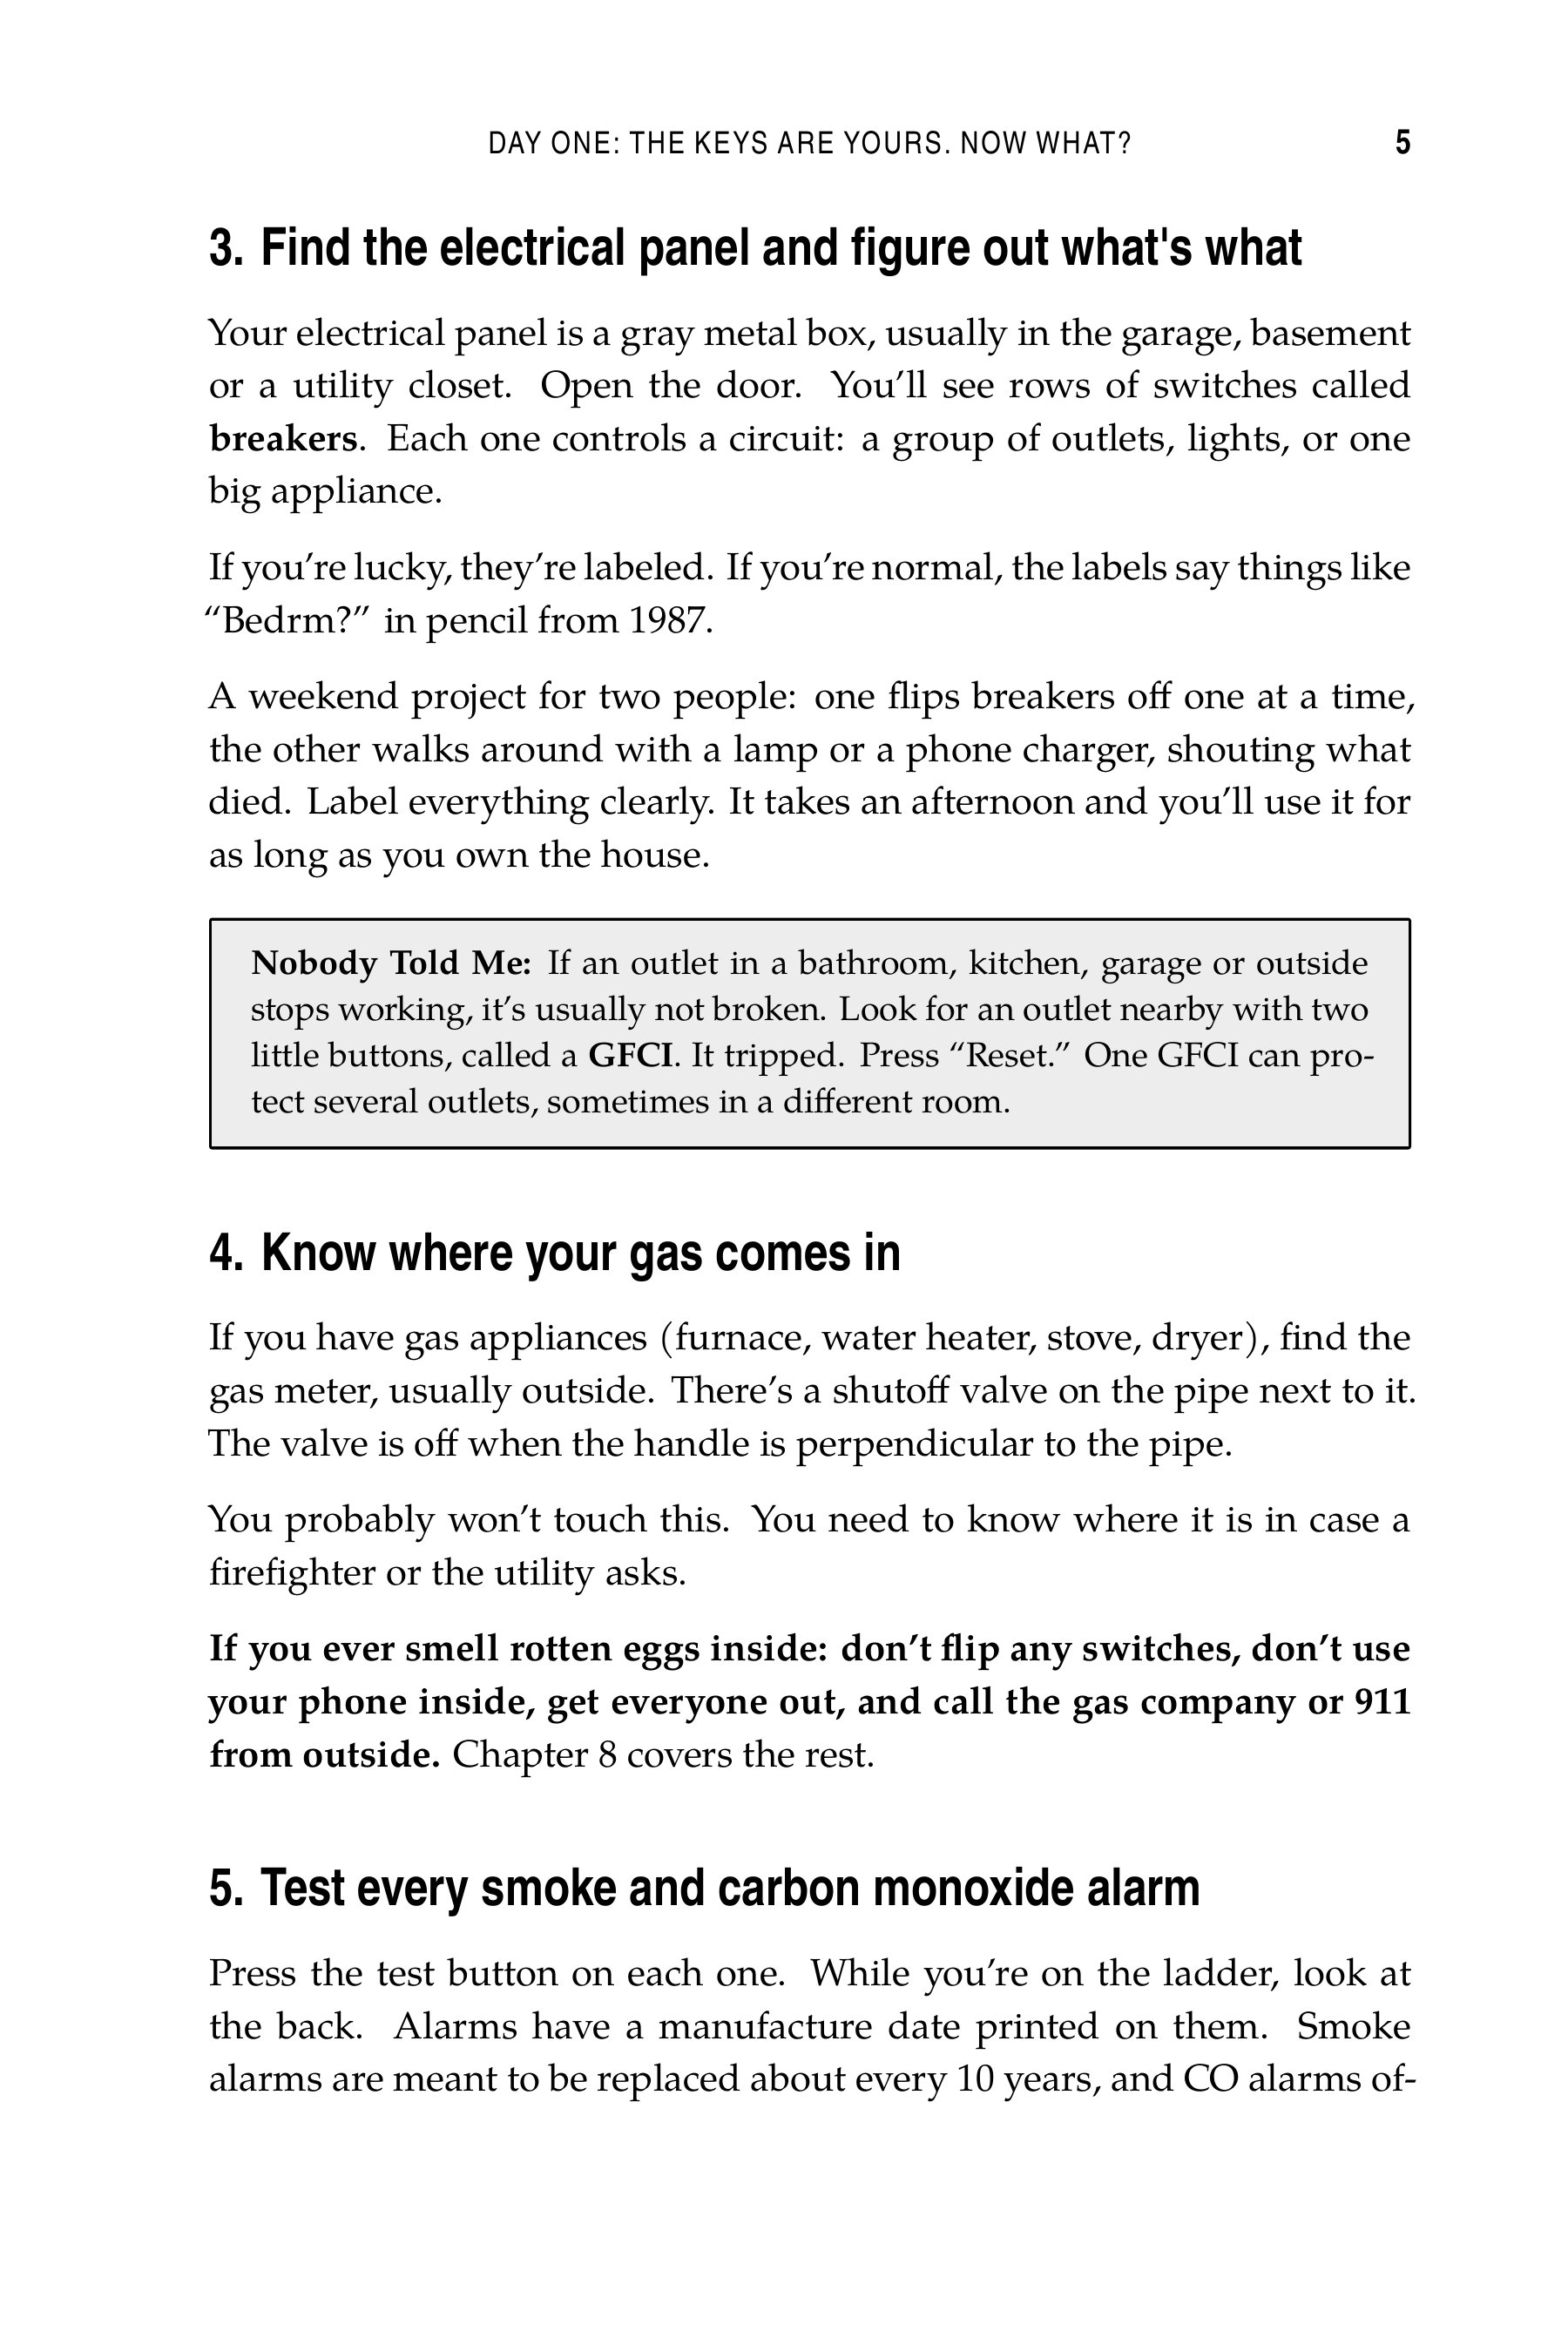 DAY ONE: THE KEYS ARE YOURS. NOW WHAT? 5
3. Find the electrical panel and figure out what's what
Your electrical panel is a gray metal box, usually in the garage, basement
or a utility closet. Open the door. You’ll see rows of switches called
breakers. Each one controls a circuit: a group of outlets, lights, or one
big appliance.
If you’re lucky, they’re labeled. If you’re normal, the labels say things like
“Bedrm?” in pencil from 1987.
A weekend project for two people: one flips breakers off one at a time,
the other walks around with a lamp or a phone charger, shouting what
died. Label everything clearly. It takes an afternoon and you’ll use it for
as long as you own the house.
Nobody Told Me: If an outlet in a bathroom, kitchen, garage or outside
stops working, it’s usually not broken. Look for an outlet nearby with two
little buttons, called a GFCI. It tripped. Press “Reset.” One GFCI can pro-
tect several outlets, sometimes in a different room.
4. Know where your gas comes in
If you have gas appliances (furnace, water heater, stove, dryer), find the
gas meter, usually outside. There’s a shutoff valve on the pipe next to it.
The valve is off when the handle is perpendicular to the pipe.
You probably won’t touch this. You need to know where it is in case a
firefighter or the utility asks.
If you ever smell rotten eggs inside: don’t flip any switches, don’t use
your phone inside, get everyone out, and call the gas company or 911
from outside. Chapter 8 covers the rest.
5. Test every smoke and carbon monoxide alarm
Press the test button on each one. While you’re on the ladder, look at
the back. Alarms have a manufacture date printed on them. Smoke
alarms are meant to be replaced about every 10 years, and CO alarms of-